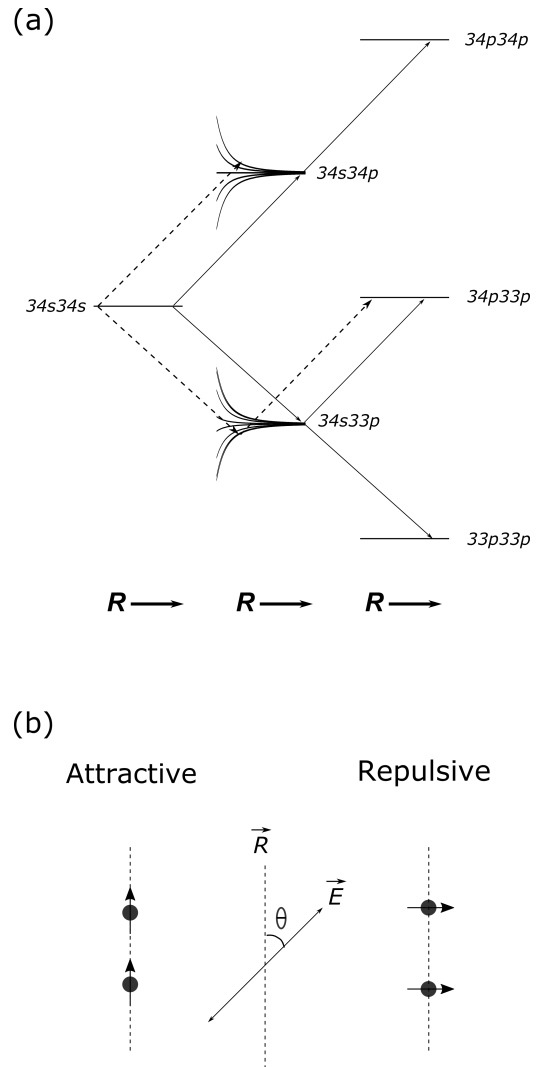 (a)
34p34p
34s34p
34s34s
34p33p
34s33p
33p33p
R R R
(b)
Attractive Repulsive
R
E
θ